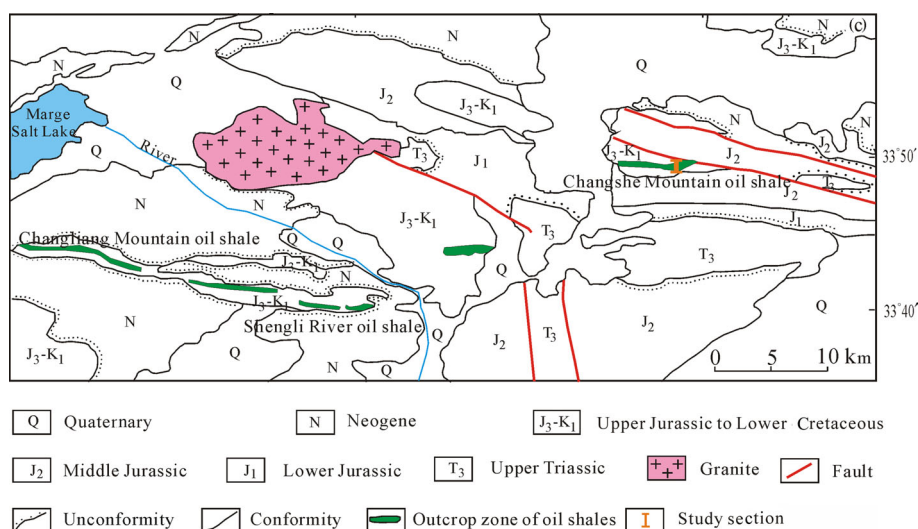 (c)
N
N
N
J₃-K₁
N
Q
Q
Marge
Salt Lake
J₂
J₃-K₁
N
N
J₂
River
T₃
J₁
J₃-K₁
J₂
33°50'
Q
Changshe Mountain oil shale
T₃
J₂
N
J₃-K₁
J₁
T₃
Changliang Mountain oil shale
Q
Q
J₃-K₁
T₃
N
Q
J₃-K₁
Shengli River oil shale
33°40'
N
J₃-K₁
Q
N
Q
Q
J₂
T₃
J₂
Q
0 5 10 km
Q Quaternary
N Neogene
J₃-K₁ Upper Jurassic to Lower Cretaceous
J₂ Middle Jurassic
J₁ Lower Jurassic
T₃ Upper Triassic
Granite
Fault
Unconformity
Conformity
Outcrop zone of oil shales
Study section